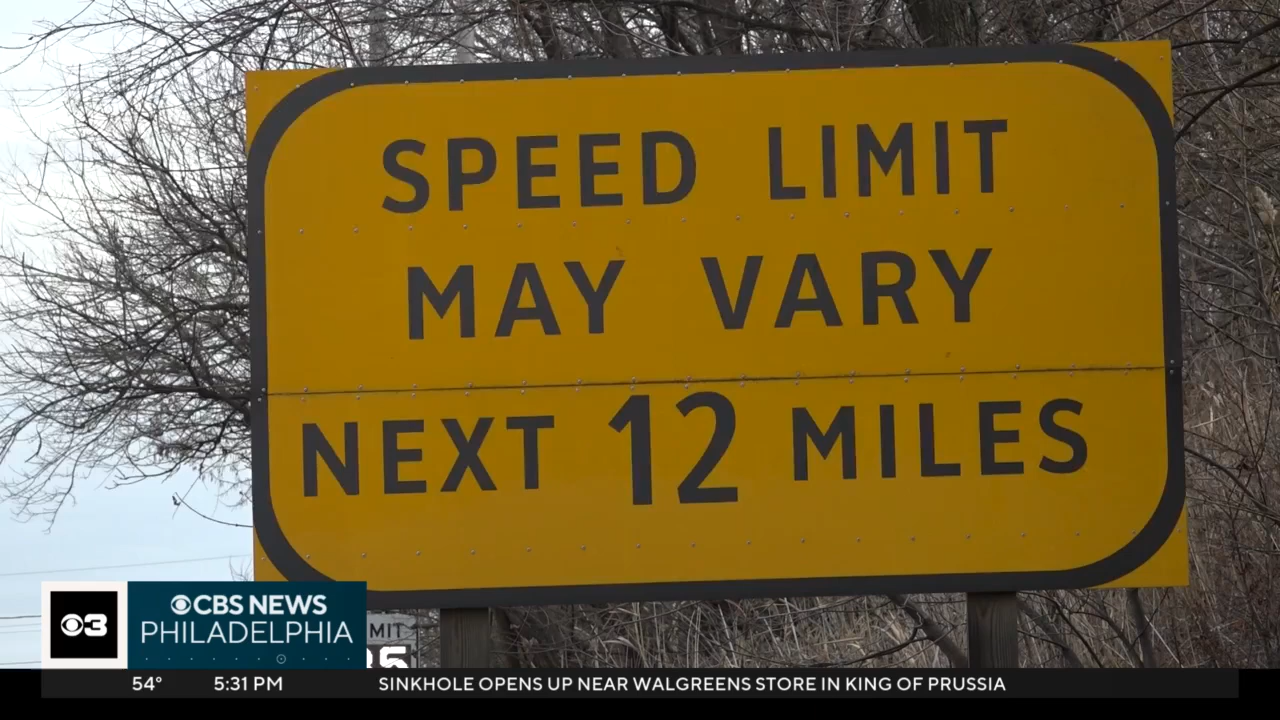 SPEED LIMIT
MAY VARY
NEXT 12 MILES
3
CBS NEWS
PHILADELPHIA
54°
5:31 PM
SINKHOLE OPENS UP NEAR WALGREENS STORE IN KING OF PRUSSIA